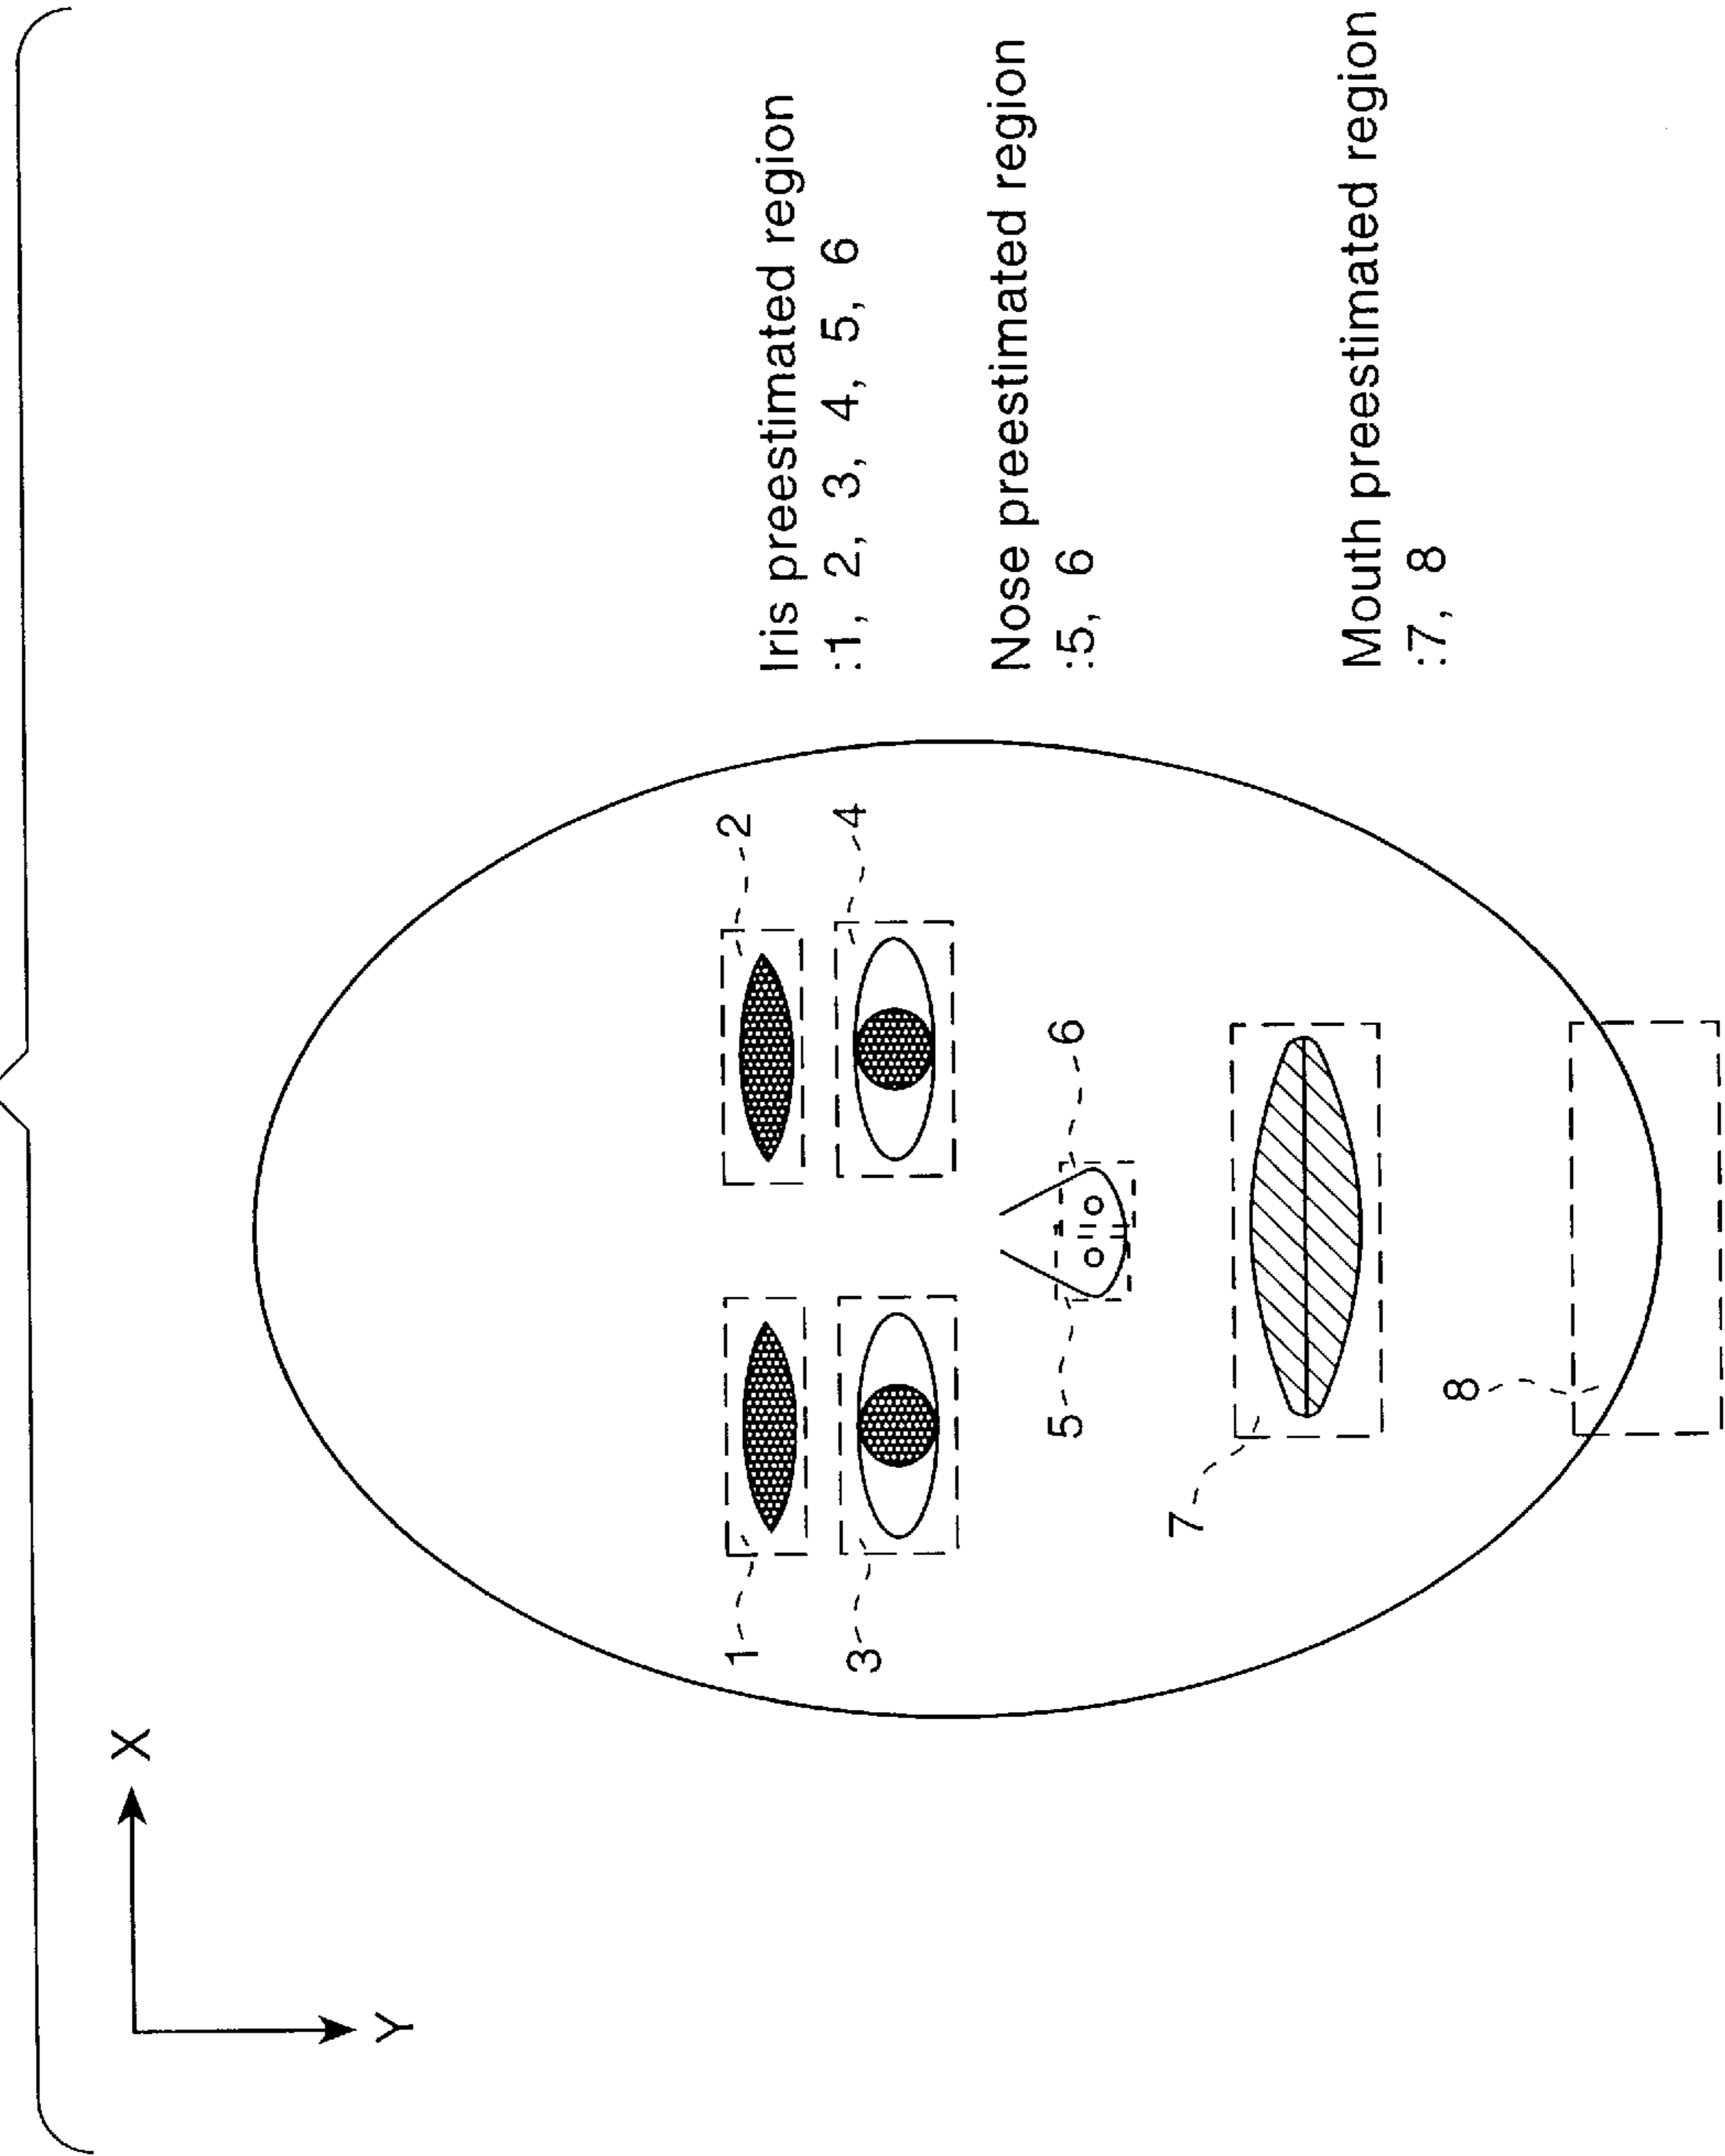 X
Y
1
2
3
4
5
6
7
8
Iris preestimated region
:1, 2, 3, 4, 5, 6
Nose preestimated region
:5, 6
Mouth preestimated region
:7, 8